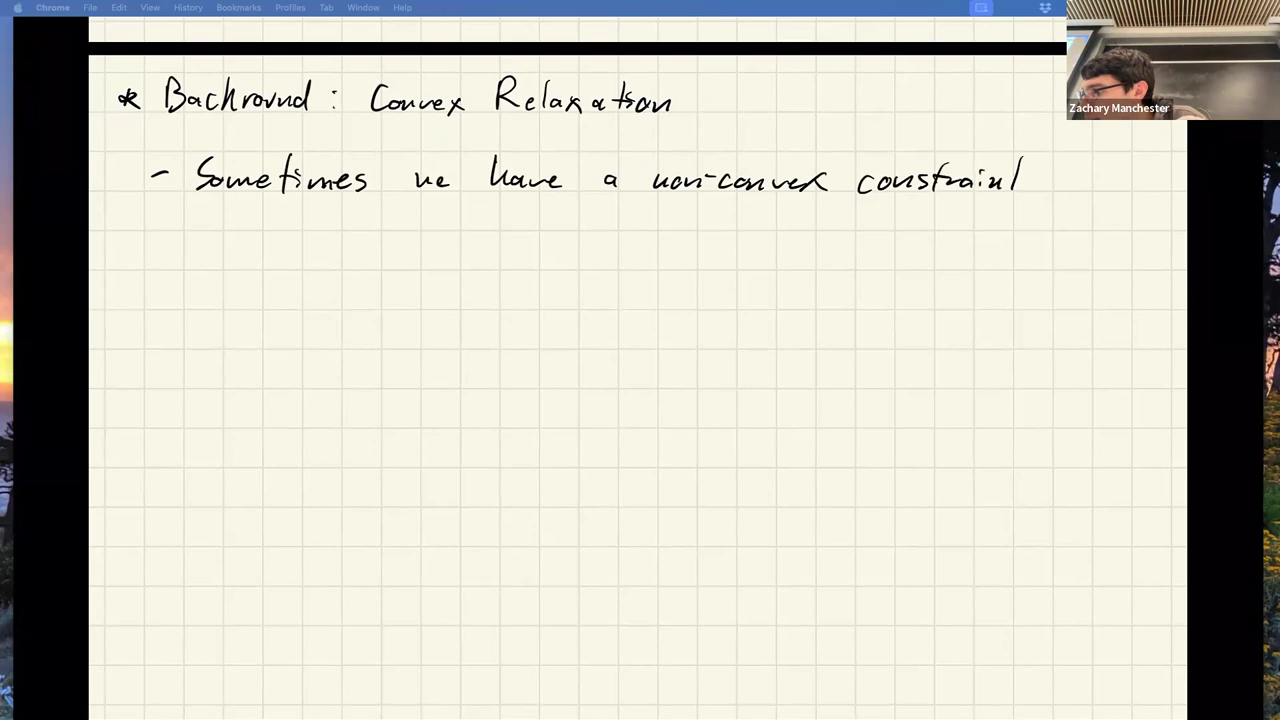 Chrome File Edit View History Bookmarks Profiles Tab Window Help
Zachary Manchester
* Backround: Convex Relaxation
- Sometimes we have a non-convex constraint